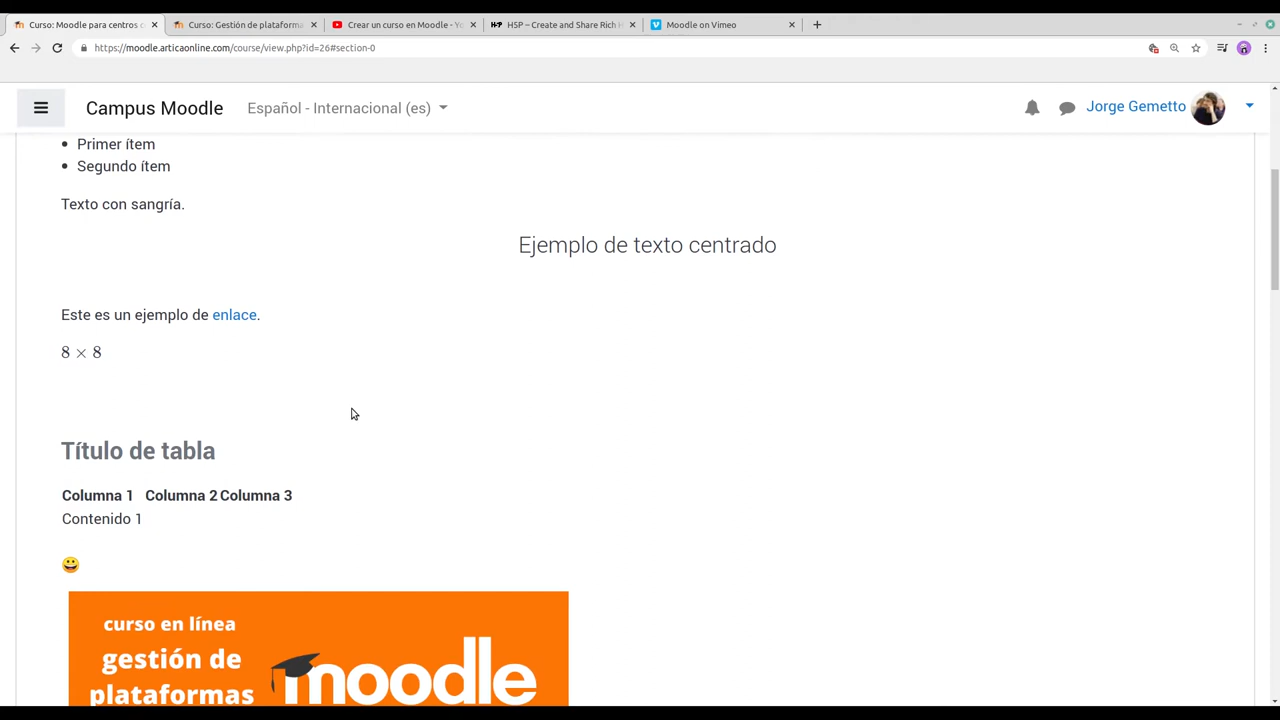 Curso: Moodle para centros
Curso: Gestión de plataforma
Crear un curso en Moodle - Yo
H5P – Create and Share Rich H
Moodle on Vimeo
https://moodle.articaonline.com/course/view.php?id=26#section-0
Campus Moodle
Español - Internacional (es)
Jorge Gemetto
Primer ítem
Segundo ítem
Texto con sangría.
Ejemplo de texto centrado
Este es un ejemplo de enlace.
8 × 8
Título de tabla
Columna 1 Columna 2 Columna 3
Contenido 1
curso en línea
gestión de
plataformas
moodle